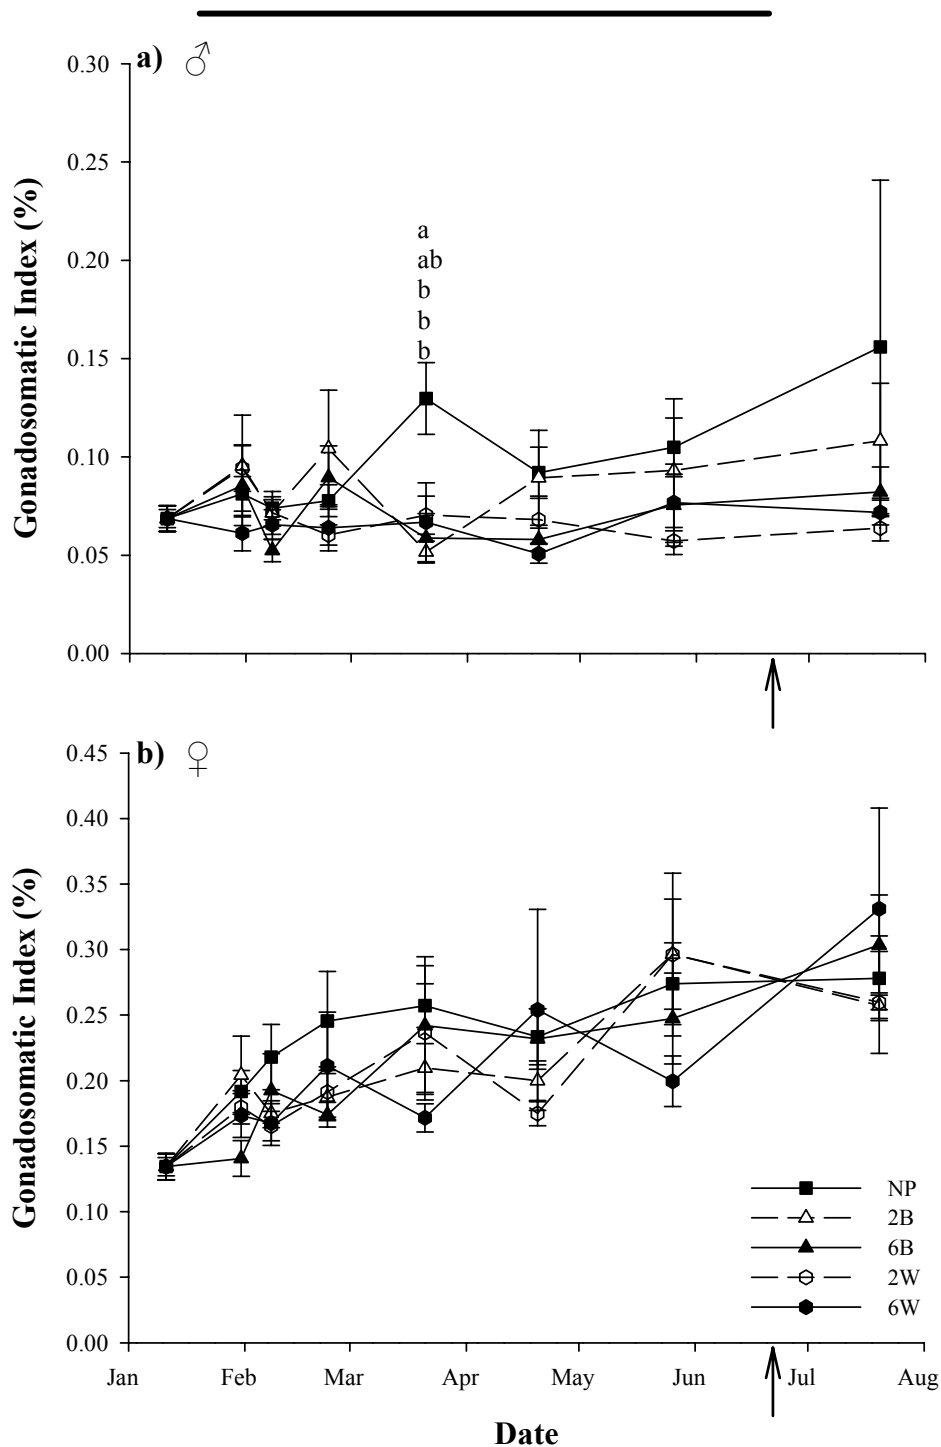 a) ♂
0.30
0.25
0.20
0.15
0.10
0.05
0.00
Gonadosomatic Index (%)
a
ab
b
b
b
b) ♀
0.45
0.40
0.35
0.30
0.25
0.20
0.15
0.10
0.05
0.00
Gonadosomatic Index (%)
NP
2B
6B
2W
6W
Jan Feb Mar Apr May Jun Jul Aug
Date